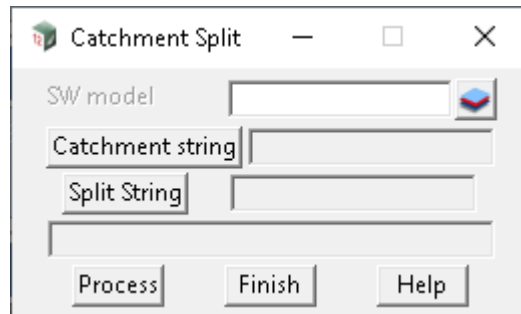 Catchment Split
SW model
Catchment string
Split String
Process Finish Help